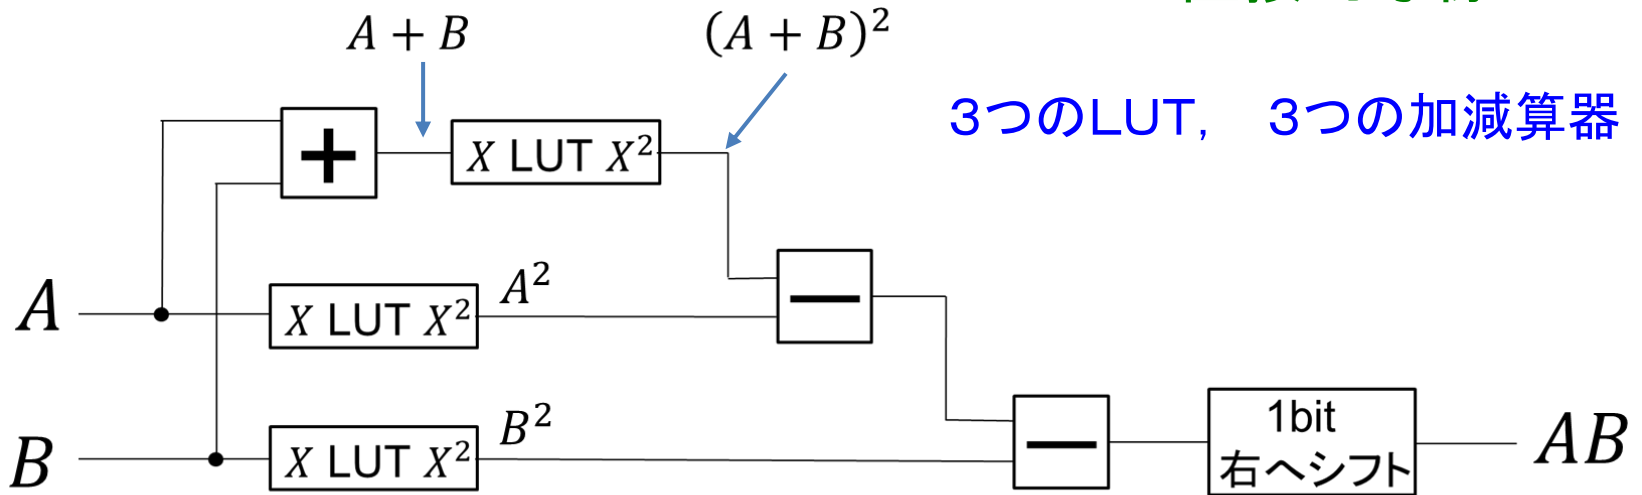 A + B
(A + B)²
3つのLUT, 3つの加減算器
+
X LUT X²
A
X LUT X²
A²
−
B
X LUT X²
B²
−
1bit
右へシフト
AB